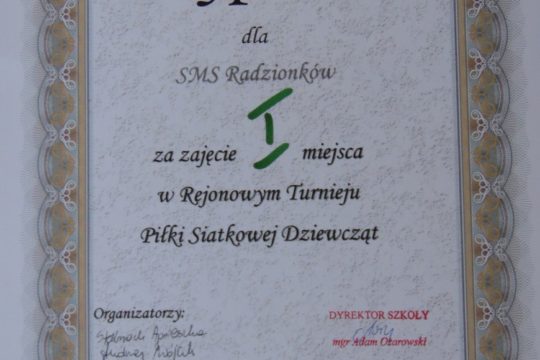 dla
SMS Radzionków
za zajęcie I miejsca
w Rejonowym Turnieju
Piłki Siatkowej Dziewcząt
Organizatorzy:
DYREKTOR SZKOŁY
mgr Adam Ożarowski